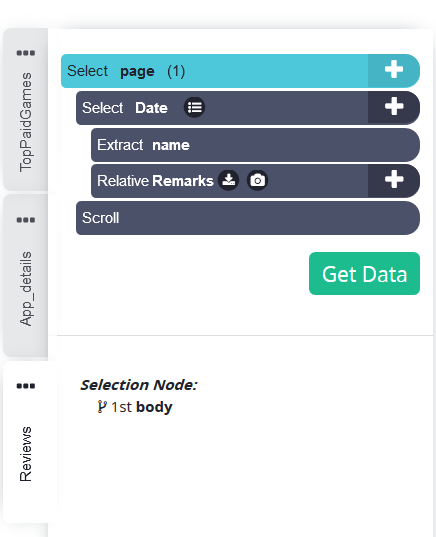 TopPaidGames
App_details
Reviews
Select page (1)
Select Date
Extract name
Relative Remarks
Scroll
Get Data
Selection Node:
1st body